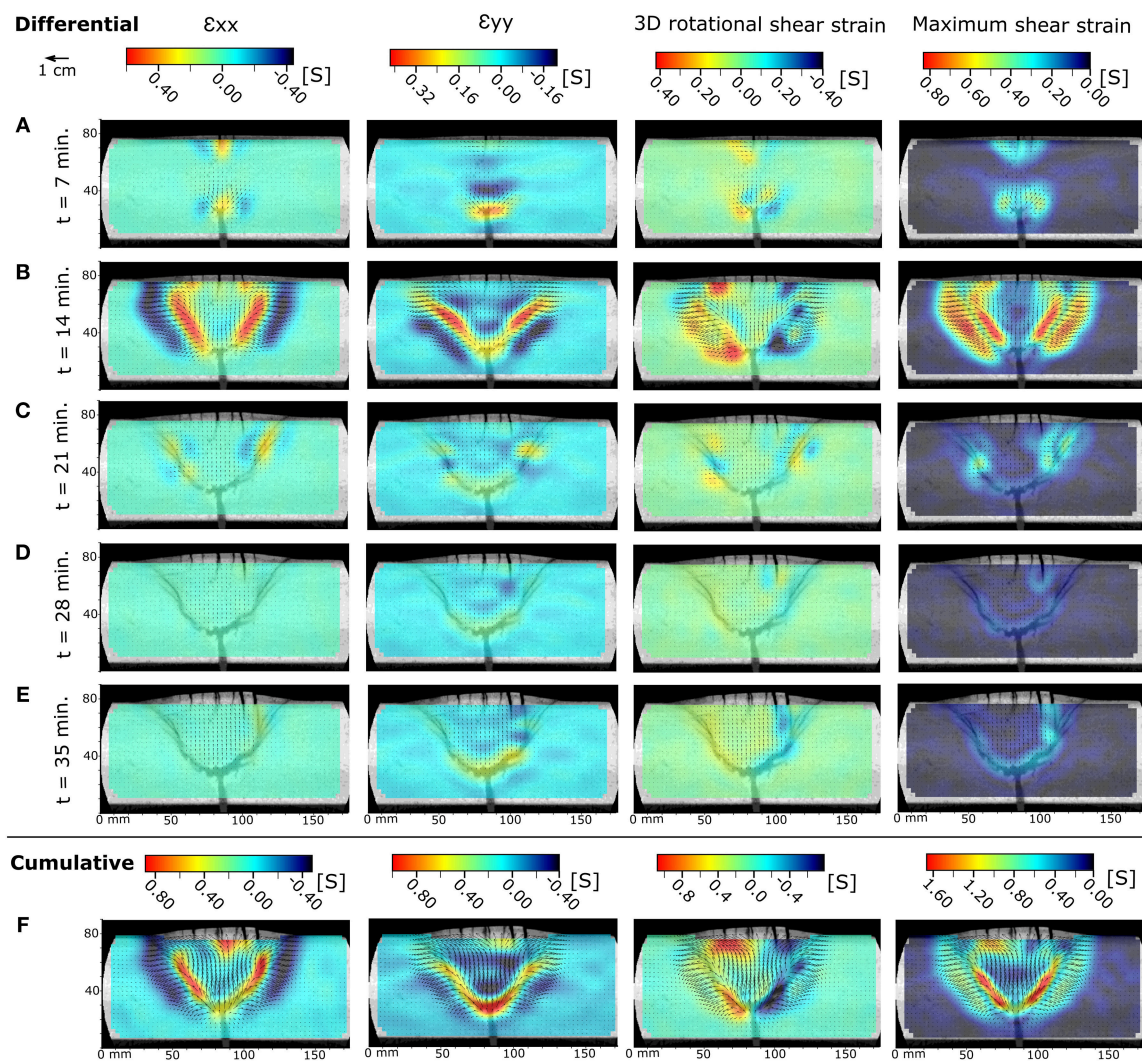 Differential
Ɛxx
Ɛyy
3D rotational shear strain
Maximum shear strain
1 cm
0.40 0.00 -0.40 [S]
0.32 0.16 0.00 -0.16 [S]
0.40 0.20 0.00 0.20 -0.40 [S]
0.80 0.60 0.40 0.20 0.00 [S]
A
t = 7 min.
80
40
B
t = 14 min.
80
40
C
t = 21 min.
80
40
D
t = 28 min.
80
40
E
t = 35 min.
80
40
0 mm 50 100 150 0 mm 50 100 150 0 mm 50 100 150 0 mm 50 100 150
Cumulative
0.80 0.40 0.00 -0.40 [S]
0.80 0.40 0.00 -0.40 [S]
0.8 0.4 0.0 -0.4 [S]
1.60 1.20 0.80 0.40 0.00 [S]
F
80
40
0 mm 50 100 150 0 mm 50 100 150 0 mm 50 100 150 0 mm 50 100 150